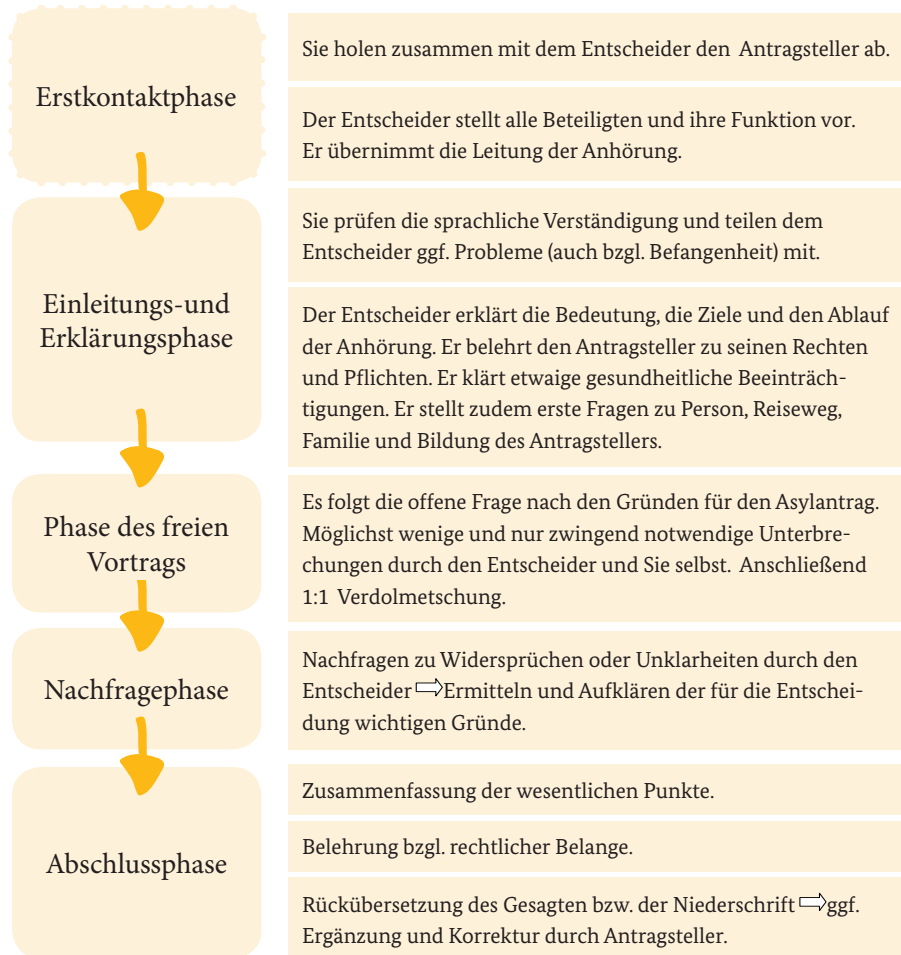 Erstkontaktphase
Sie holen zusammen mit dem Entscheider den Antragsteller ab.
Der Entscheider stellt alle Beteiligten und ihre Funktion vor.
Er übernimmt die Leitung der Anhörung.
Einleitungs-und
Erklärungsphase
Sie prüfen die sprachliche Verständigung und teilen dem
Entscheider ggf. Probleme (auch bzgl. Befangenheit) mit.
Der Entscheider erklärt die Bedeutung, die Ziele und den Ablauf
der Anhörung. Er belehrt den Antragsteller zu seinen Rechten
und Pflichten. Er klärt etwaige gesundheitliche Beeinträch-
tigungen. Er stellt zudem erste Fragen zu Person, Reiseweg,
Familie und Bildung des Antragstellers.
Phase des freien
Vortrags
Es folgt die offene Frage nach den Gründen für den Asylantrag.
Möglichst wenige und nur zwingend notwendige Unterbre-
chungen durch den Entscheider und Sie selbst. Anschließend
1:1 Verdolmetschung.
Nachfragephase
Nachfragen zu Widersprüchen oder Unklarheiten durch den
Entscheider ⇨Ermitteln und Aufklären der für die Entschei-
dung wichtigen Gründe.
Abschlussphase
Zusammenfassung der wesentlichen Punkte.
Belehrung bzgl. rechtlicher Belange.
Rückübersetzung des Gesagten bzw. der Niederschrift ⇨ggf.
Ergänzung und Korrektur durch Antragsteller.